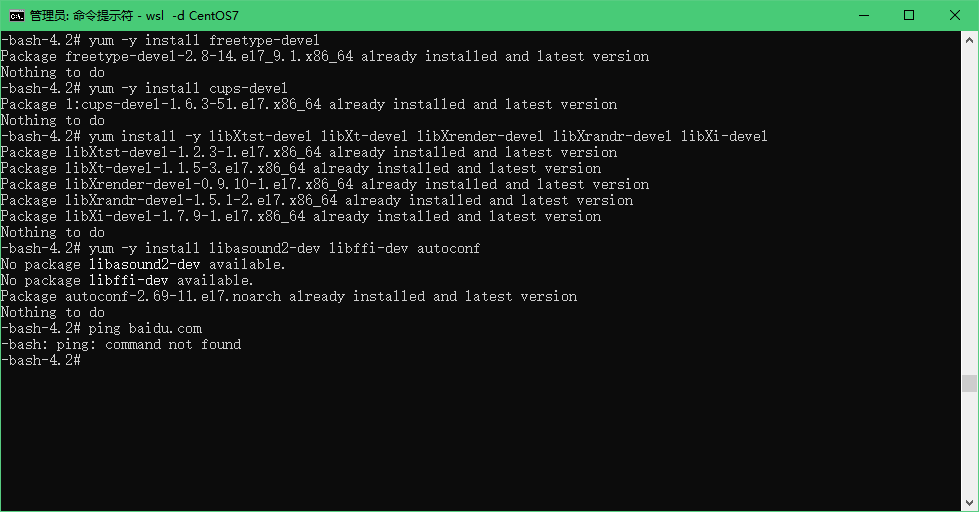 管理员: 命令提示符 - wsl -d CentOS7
-bash-4.2# yum -y install freetype-devel
Package freetype-devel-2.8-14.el7_9.1.x86_64 already installed and latest version
Nothing to do
-bash-4.2# yum -y install cups-devel
Package 1:cups-devel-1.6.3-51.el7.x86_64 already installed and latest version
Nothing to do
-bash-4.2# yum install -y libXtst-devel libXt-devel libXrender-devel libXrandr-devel libXi-devel
Package libXtst-devel-1.2.3-1.el7.x86_64 already installed and latest version
Package libXt-devel-1.1.5-3.el7.x86_64 already installed and latest version
Package libXrender-devel-0.9.10-1.el7.x86_64 already installed and latest version
Package libXrandr-devel-1.5.1-2.el7.x86_64 already installed and latest version
Package libXi-devel-1.7.9-1.el7.x86_64 already installed and latest version
Nothing to do
-bash-4.2# yum -y install libasound2-dev libffi-dev autoconf
No package libasound2-dev available.
No package libffi-dev available.
Package autoconf-2.69-11.el7.noarch already installed and latest version
Nothing to do
-bash-4.2# ping baidu.com
-bash: ping: command not found
-bash-4.2#